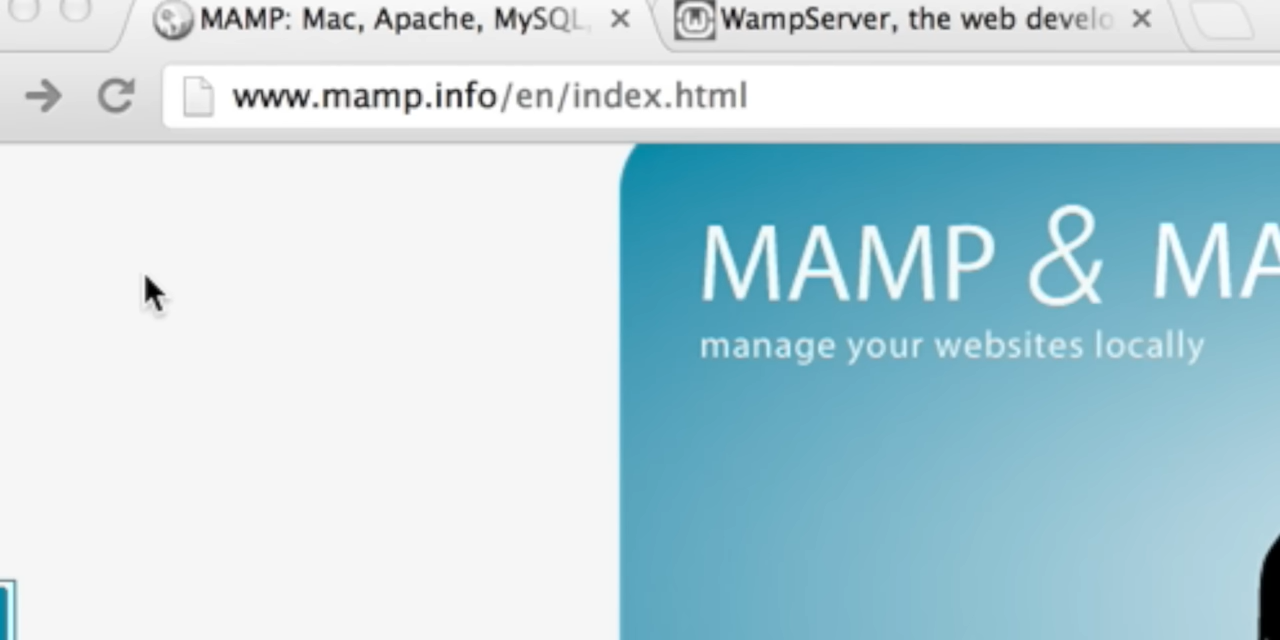 MAMP: Mac, Apache, MySQL,
WampServer, the web develo
www.mamp.info/en/index.html
MAMP & MA
manage your websites locally